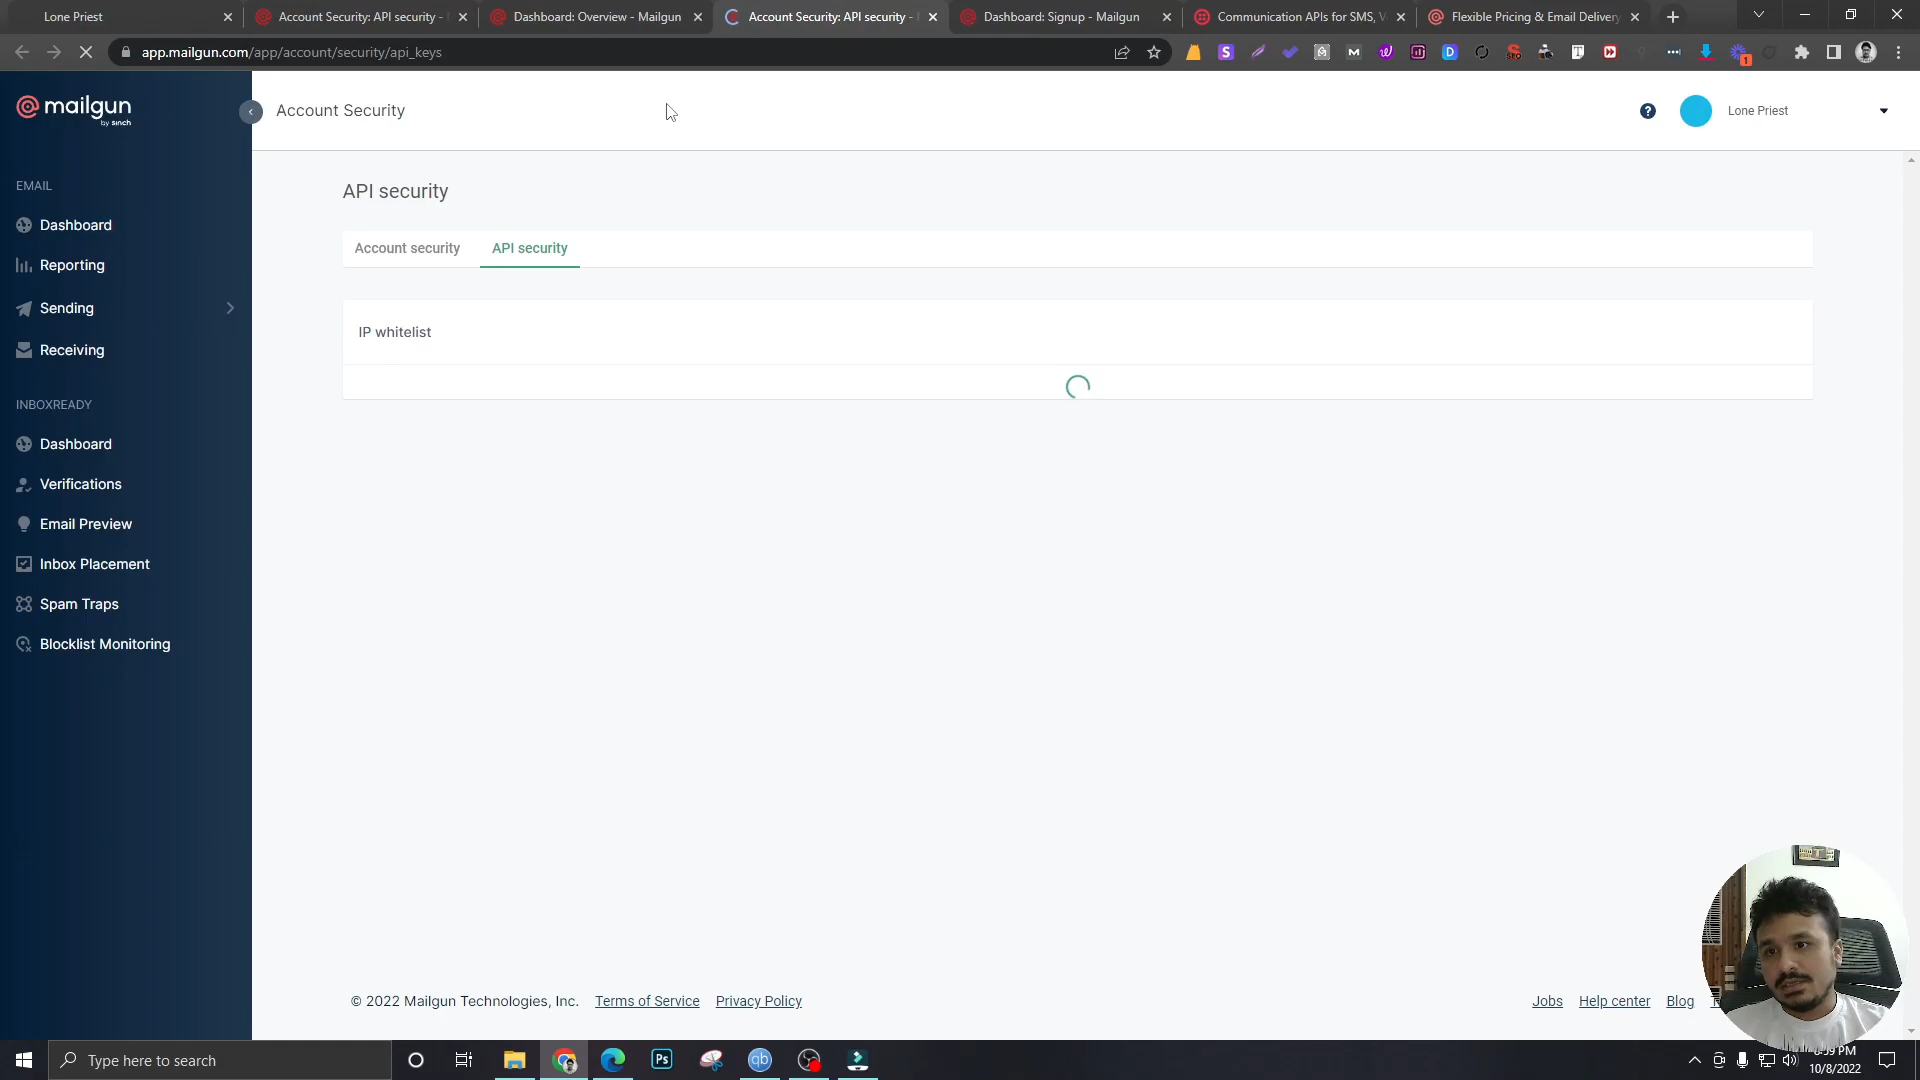 Lone Priest
Account Security: API security -
Dashboard: Overview - Mailgun
Account Security: API security -
Dashboard: Signup - Mailgun
Communication APIs for SMS, V
Flexible Pricing & Email Delivery
app.mailgun.com/app/account/security/api_keys
mailgun
by sinch
Account Security
Lone Priest
EMAIL
Dashboard
Reporting
Sending
Receiving
INBOXREADY
Dashboard
Verifications
Email Preview
Inbox Placement
Spam Traps
Blocklist Monitoring
API security
Account security
API security
IP whitelist
© 2022 Mailgun Technologies, Inc. Terms of Service Privacy Policy
Jobs Help center Blog
Type here to search
Ps
qb
10/8/2022